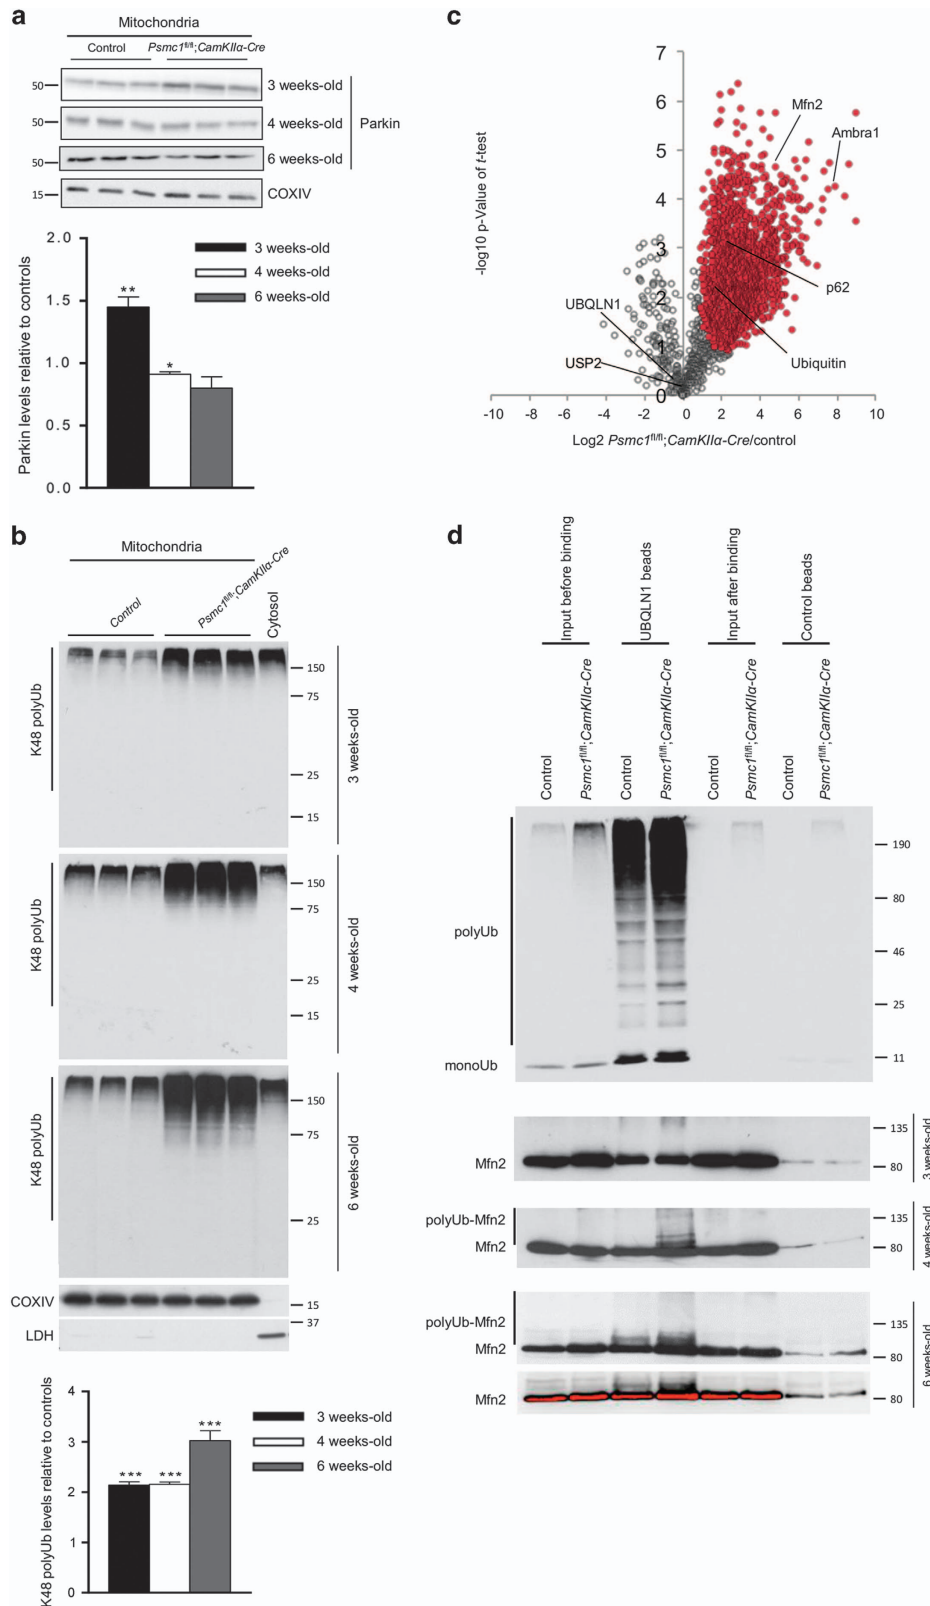 a
Mitochondria
Control Psmc1fl/fl;CamKIIα-Cre
50 3 weeks-old
50 4 weeks-old Parkin
50 6 weeks-old
15 COXIV
Parkin levels relative to controls
2.0
1.5
1.0
0.5
0.0
**
*
3 weeks-old
4 weeks-old
6 weeks-old
c
-log10 p-Value of t-test
7
6
5
4
3
2
1
0
Mfn2
Ambra1
p62
Ubiquitin
UBQLN1
USP2
-10 -8 -6 -4 -2 0 2 4 6 8 10
Log2 Psmc1fl/fl;CamKIIα-Cre/control
b
Mitochondria
Control
Psmc1fl/fl;CamKIIα-Cre
Cytosol
K48 polyUb
150
75
25
15
3 weeks-old
K48 polyUb
150
75
25
15
4 weeks-old
K48 polyUb
150
75
25
6 weeks-old
COXIV 15
37
LDH
K48 polyUb levels relative to controls
4
3
2
1
0
*** *** ***
3 weeks-old
4 weeks-old
6 weeks-old
d
Input before binding
UBQLN1 beads
Input after binding
Control beads
Control
Psmc1fl/fl;CamKIIα-Cre
Control
Psmc1fl/fl;CamKIIα-Cre
Control
Psmc1fl/fl;CamKIIα-Cre
Control
Psmc1fl/fl;CamKIIα-Cre
polyUb
monoUb
190
80
46
25
11
Mfn2
135
80
3 weeks-old
polyUb-Mfn2
Mfn2
135
80
4 weeks-old
polyUb-Mfn2
Mfn2
135
80
Mfn2 80
6 weeks-old